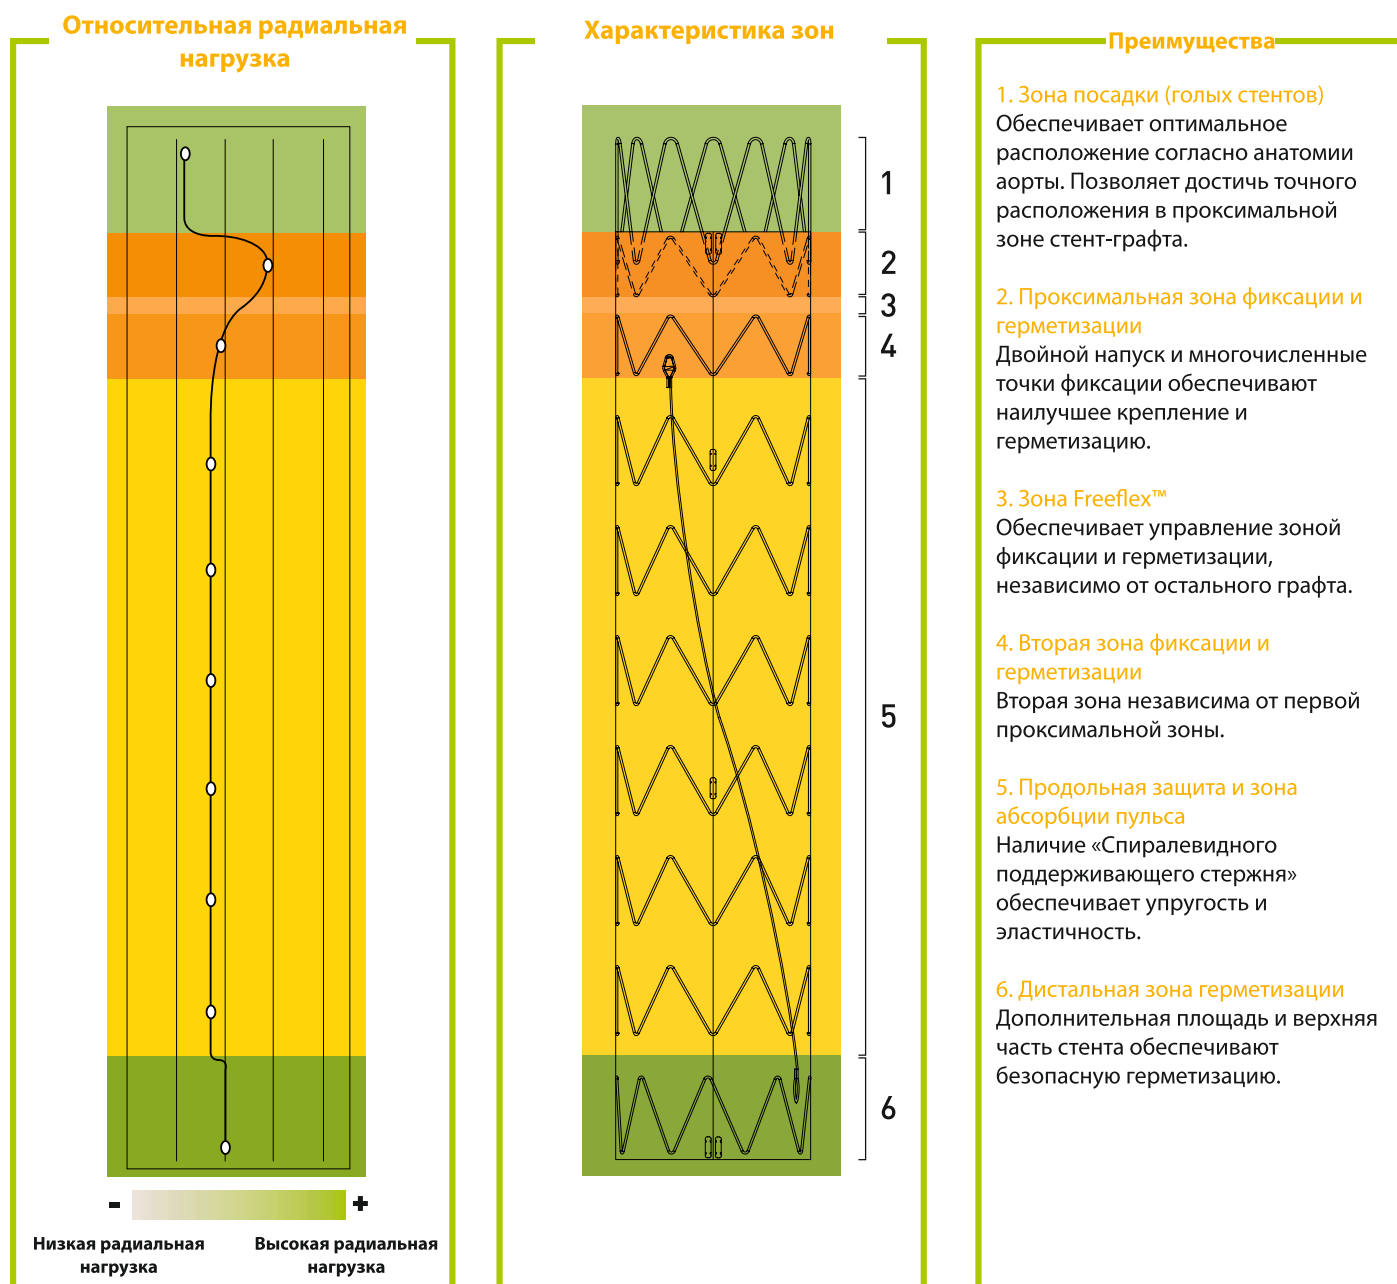 Относительная радиальная
нагрузка
-
+
Низкая радиальная
нагрузка
Высокая радиальная
нагрузка
Характеристика зон
1
2
3
4
5
6
Преимущества
1. Зона посадки (голых стентов)
Обеспечивает оптимальное
расположение согласно анатомии
аорты. Позволяет достичь точного
расположения в проксимальной
зоне стент-графта.
2. Проксимальная зона фиксации и
герметизации
Двойной напуск и многочисленные
точки фиксации обеспечивают
наилучшее крепление и
герметизацию.
3. Зона Freeflex™
Обеспечивает управление зоной
фиксации и герметизации,
независимо от остального графта.
4. Вторая зона фиксации и
герметизации
Вторая зона независима от первой
проксимальной зоны.
5. Продольная защита и зона
абсорбции пульса
Наличие «Спиралевидного
поддерживающего стержня»
обеспечивает упругость и
эластичность.
6. Дистальная зона герметизации
Дополнительная площадь и верхняя
часть стента обеспечивают
безопасную герметизацию.